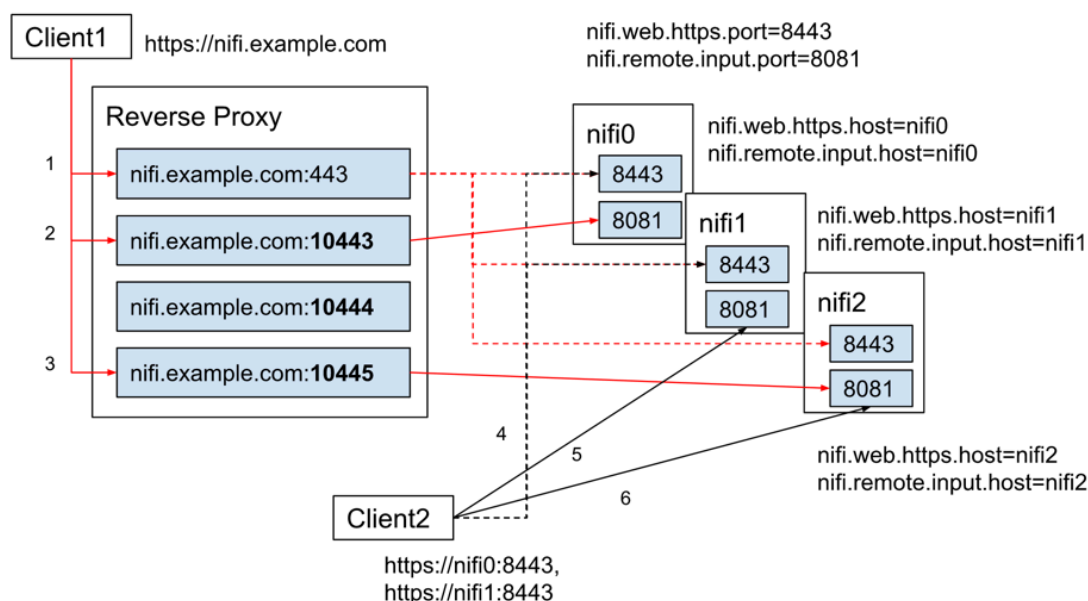 Client1
https://nifi.example.com
nifi.web.https.port=8443
nifi.remote.input.port=8081
Reverse Proxy
1
nifi.example.com:443
2
nifi.example.com:10443
nifi.example.com:10444
3
nifi.example.com:10445
nifi0
8443
8081
nifi.web.https.host=nifi0
nifi.remote.input.host=nifi0
nifi1
8443
8081
nifi.web.https.host=nifi1
nifi.remote.input.host=nifi1
nifi2
8443
8081
nifi.web.https.host=nifi2
nifi.remote.input.host=nifi2
4
5
6
Client2
https://nifi0:8443,
https://nifi1:8443